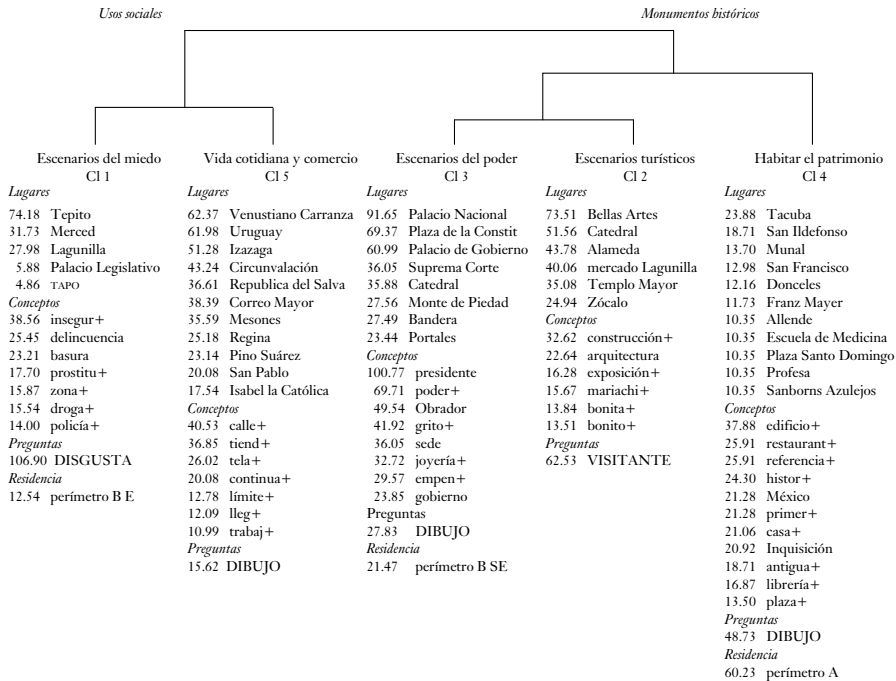 Usos sociales
Monumentos históricos
Escenarios del miedo
Cl 1
Lugares
74.18 Tepito
31.73 Merced
27.98 Lagunilla
5.88 Palacio Legislativo
4.86 TAPO
Conceptos
38.56 insegur+
25.45 delincuencia
23.21 basura
17.70 prostitu+
15.87 zona+
15.54 droga+
14.00 policía+
Preguntas
106.90 DISGUSTA
Residencia
12.54 perímetro B E
Vida cotidiana y comercio
Cl 5
Lugares
62.37 Venustiano Carranza
61.98 Uruguay
51.28 Izazaga
43.24 Circunvalación
36.61 Republica del Salva
38.39 Correo Mayor
35.59 Mesones
25.18 Regina
23.14 Pino Suárez
20.08 San Pablo
17.54 Isabel la Católica
Conceptos
40.53 calle+
36.85 tiend+
26.02 tela+
20.08 continua+
12.78 límite+
12.09 lleg+
10.99 trabaj+
Preguntas
15.62 DIBUJO
Escenarios del poder
Cl 3
Lugares
91.65 Palacio Nacional
69.37 Plaza de la Constit
60.99 Palacio de Gobierno
36.05 Suprema Corte
35.88 Catedral
27.56 Monte de Piedad
27.49 Bandera
23.44 Portales
Conceptos
100.77 presidente
69.71 poder+
49.54 Obrador
41.92 grito+
36.05 sede
32.72 joyería+
29.57 empen+
23.85 gobierno
Preguntas
27.83 DIBUJO
Residencia
21.47 perímetro B SE
Escenarios turísticos
Cl 2
Lugares
73.51 Bellas Artes
51.56 Catedral
43.78 Alameda
40.06 mercado Lagunilla
35.08 Templo Mayor
24.94 Zócalo
Conceptos
32.62 construcción+
22.64 arquitectura
16.28 exposición+
15.67 mariachi+
13.84 bonita+
13.51 bonito+
Preguntas
62.53 VISITANTE
Habitar el patrimonio
Cl 4
Lugares
23.88 Tacuba
18.71 San Ildefonso
13.70 Munal
12.98 San Francisco
12.16 Donceles
11.73 Franz Mayer
10.35 Allende
10.35 Escuela de Medicina
10.35 Plaza Santo Domingo
10.35 Profesa
10.35 Sanborns Azulejos
Conceptos
37.88 edificio+
25.91 restaurant+
25.91 referencia+
24.30 histor+
21.28 México
21.28 primer+
21.06 casa+
20.92 Inquisición
18.71 antigua+
16.87 librería+
13.50 plaza+
Preguntas
48.73 DIBUJO
Residencia
60.23 perímetro A